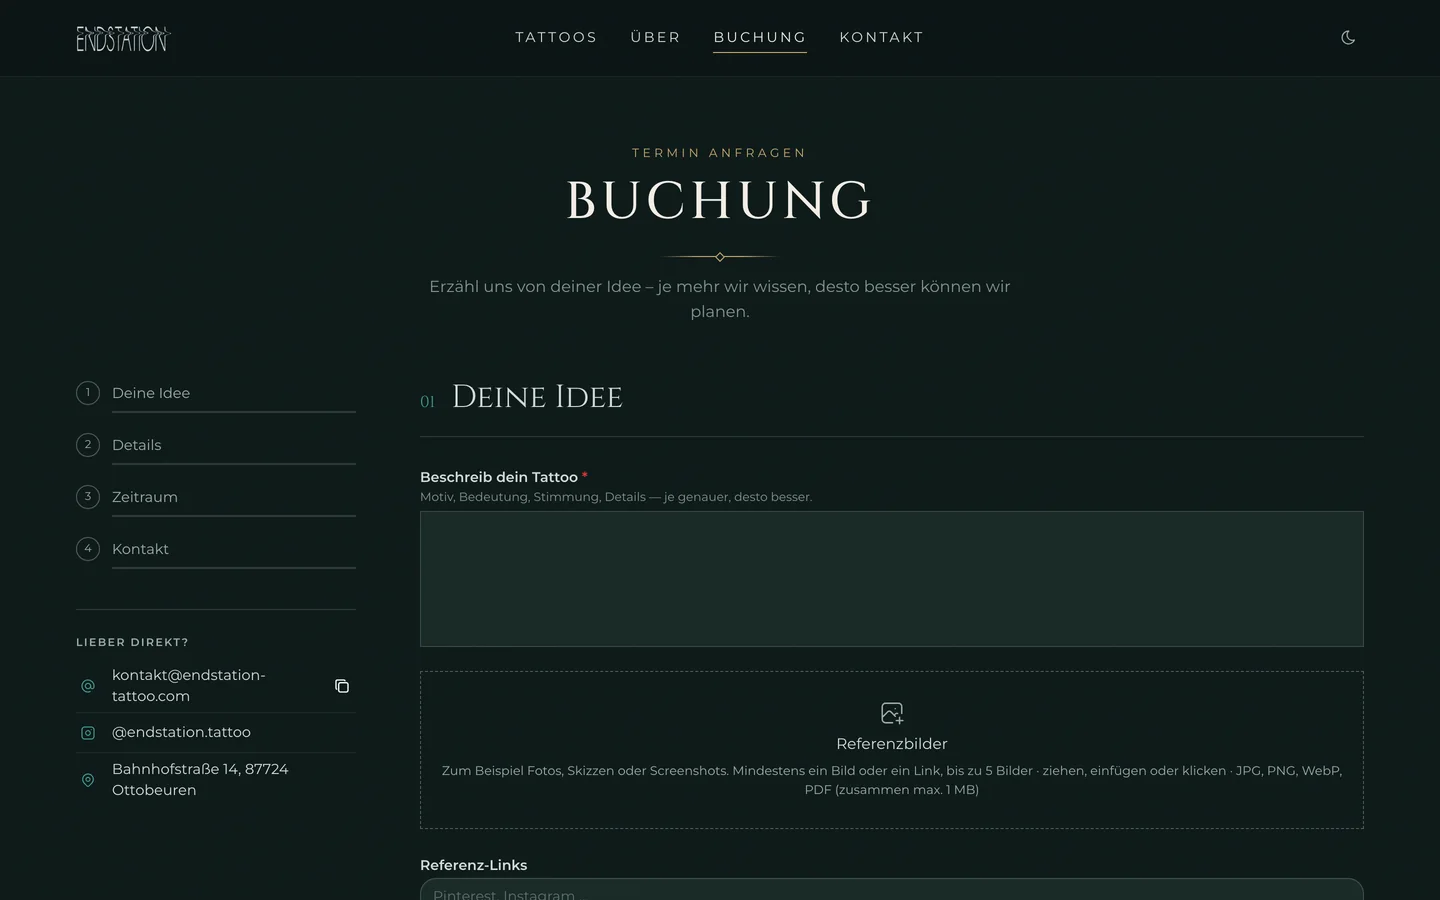 ENDSTATION
TATTOOS
ÜBER
BUCHUNG
KONTAKT
TERMIN ANFRAGEN
BUCHUNG
Erzähl uns von deiner Idee – je mehr wir wissen, desto besser können wir
planen.
1 Deine Idee
2 Details
3 Zeitraum
4 Kontakt
LIEBER DIREKT?
kontakt@endstation-
tattoo.com
@endstation.tattoo
Bahnhofstraße 14, 87724
Ottobeuren
01 Deine Idee
Beschreib dein Tattoo *
Motiv, Bedeutung, Stimmung, Details — je genauer, desto besser.
Referenzbilder
Zum Beispiel Fotos, Skizzen oder Screenshots. Mindestens ein Bild oder ein Link, bis zu 5 Bilder · ziehen, einfügen oder klicken · JPG, PNG, WebP,
PDF (zusammen max. 1 MB)
Referenz-Links
Pinterest, Instagram